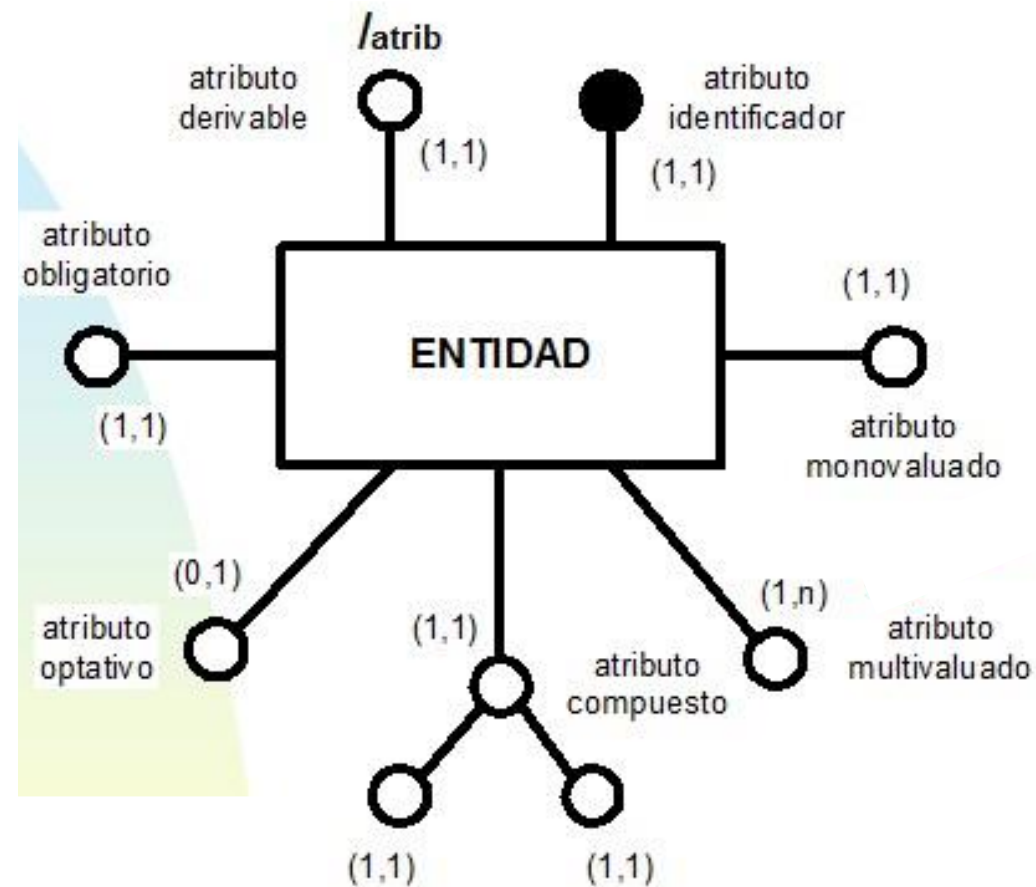 /atrib
atributo
derivable
(1,1)
atributo
identificador
(1,1)
atributo
obligatorio
(1,1)
ENTIDAD
(1,1)
atributo
monovaluado
(0,1)
atributo
optativo
(1,1)
atributo
compuesto
(1,n)
atributo
multivaluado
(1,1)
(1,1)